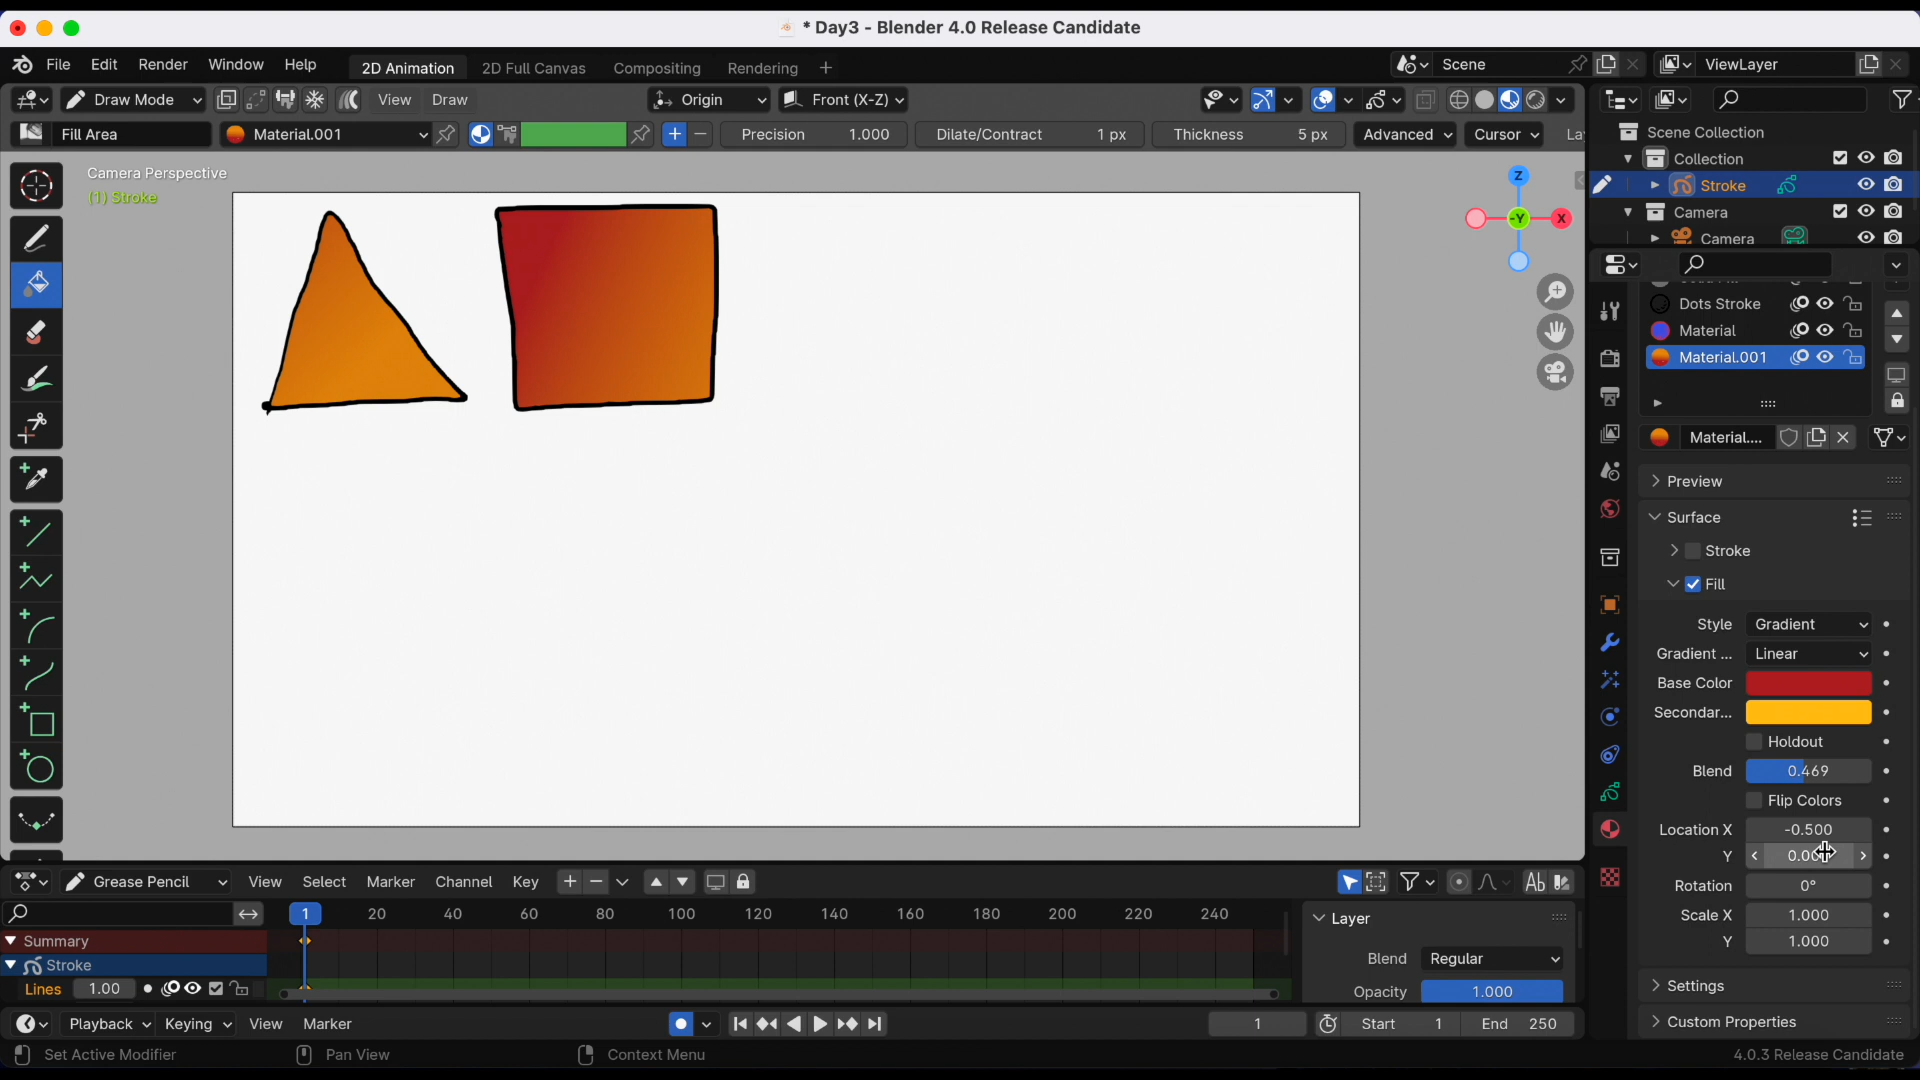 * Day3 - Blender 4.0 Release Candidate
File Edit Render Window Help 2D Animation 2D Full Canvas Compositing Rendering + Scene ViewLayer
Draw Mode View Draw Origin Front (X-Z)
Fill Area Material.001 Precision 1.000 Dilate/Contract 1 px Thickness 5 px Advanced Cursor
Camera Perspective
(1) Stroke
Z
-Y X
Scene Collection
Collection
Stroke
Camera
Camera
Dots Stroke
Material
Material.001
Material....
Preview
Surface
Stroke
Fill
Style Gradient
Gradient ... Linear
Base Color
Secondar...
Holdout
Blend 0.469
Flip Colors
Location X -0.500
Y
Rotation 0°
Scale X 1.000
Y 1.000
Settings
Custom Properties
Grease Pencil View Select Marker Channel Key
1 20 40 60 80 100 120 140 160 180 200 220 240
Summary
Stroke
Lines 1.00
Layer
Blend Regular
Opacity 1.000
Playback Keying View Marker 1 Start 1 End 250
Set Active Modifier Pan View Context Menu 4.0.3 Release Candidate